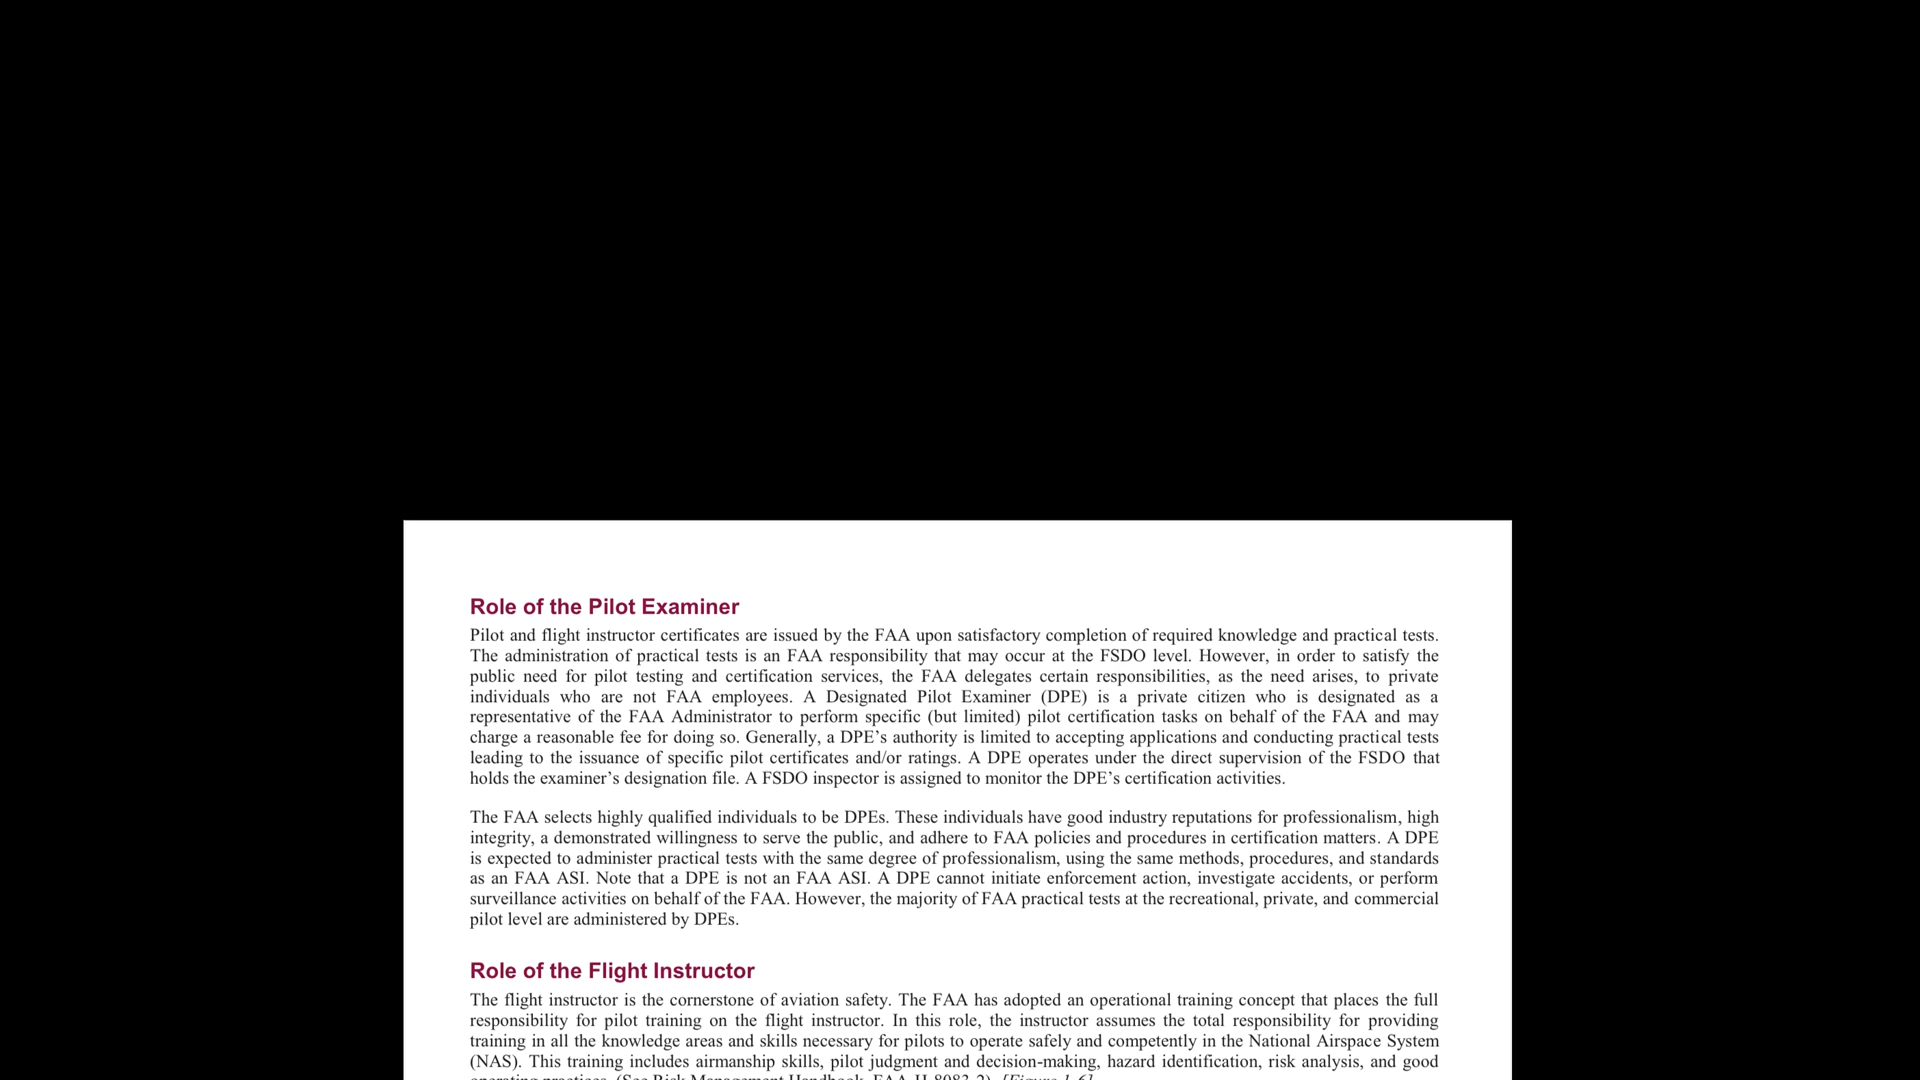 Role of the Pilot Examiner
Pilot and flight instructor certificates are issued by the FAA upon satisfactory completion of required knowledge and practical tests.
The administration of practical tests is an FAA responsibility that may occur at the FSDO level. However, in order to satisfy the
public need for pilot testing and certification services, the FAA delegates certain responsibilities, as the need arises, to private
individuals who are not FAA employees. A Designated Pilot Examiner (DPE) is a private citizen who is designated as a
representative of the FAA Administrator to perform specific (but limited) pilot certification tasks on behalf of the FAA and may
charge a reasonable fee for doing so. Generally, a DPE’s authority is limited to accepting applications and conducting practical tests
leading to the issuance of specific pilot certificates and/or ratings. A DPE operates under the direct supervision of the FSDO that
holds the examiner’s designation file. A FSDO inspector is assigned to monitor the DPE’s certification activities.
The FAA selects highly qualified individuals to be DPEs. These individuals have good industry reputations for professionalism, high
integrity, a demonstrated willingness to serve the public, and adhere to FAA policies and procedures in certification matters. A DPE
is expected to administer practical tests with the same degree of professionalism, using the same methods, procedures, and standards
as an FAA ASI. Note that a DPE is not an FAA ASI. A DPE cannot initiate enforcement action, investigate accidents, or perform
surveillance activities on behalf of the FAA. However, the majority of FAA practical tests at the recreational, private, and commercial
pilot level are administered by DPEs.
Role of the Flight Instructor
The flight instructor is the cornerstone of aviation safety. The FAA has adopted an operational training concept that places the full
responsibility for pilot training on the flight instructor. In this role, the instructor assumes the total responsibility for providing
training in all the knowledge areas and skills necessary for pilots to operate safely and competently in the National Airspace System
(NAS). This training includes airmanship skills, pilot judgment and decision-making, hazard identification, risk analysis, and good
operating practices. (See Risk Management Handbook, FAA-H-8083-2). [Figure 1-6]